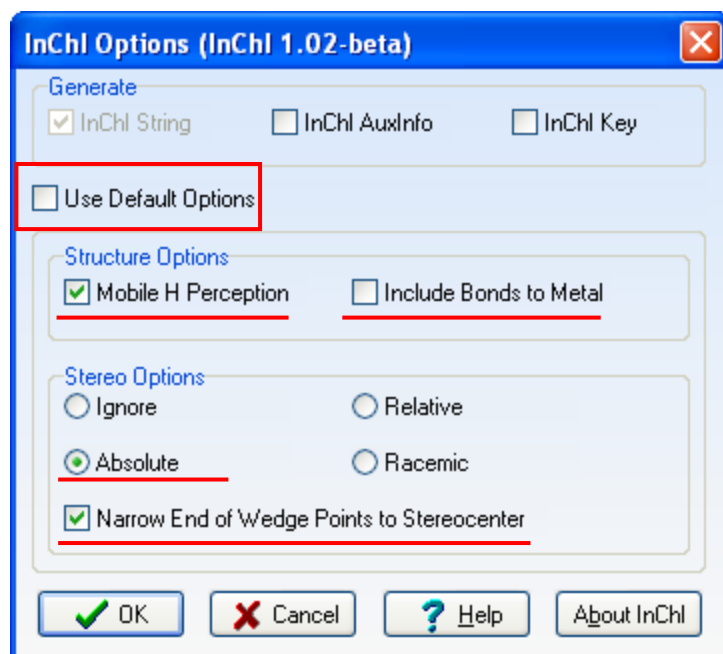 InChI Options (InChI 1.02-beta)
Generate
InChI String InChI AuxInfo InChI Key
Use Default Options
Structure Options
Mobile H Perception Include Bonds to Metal
Stereo Options
Ignore Relative
Absolute Racemic
Narrow End of Wedge Points to Stereocenter
OK Cancel Help About InChI